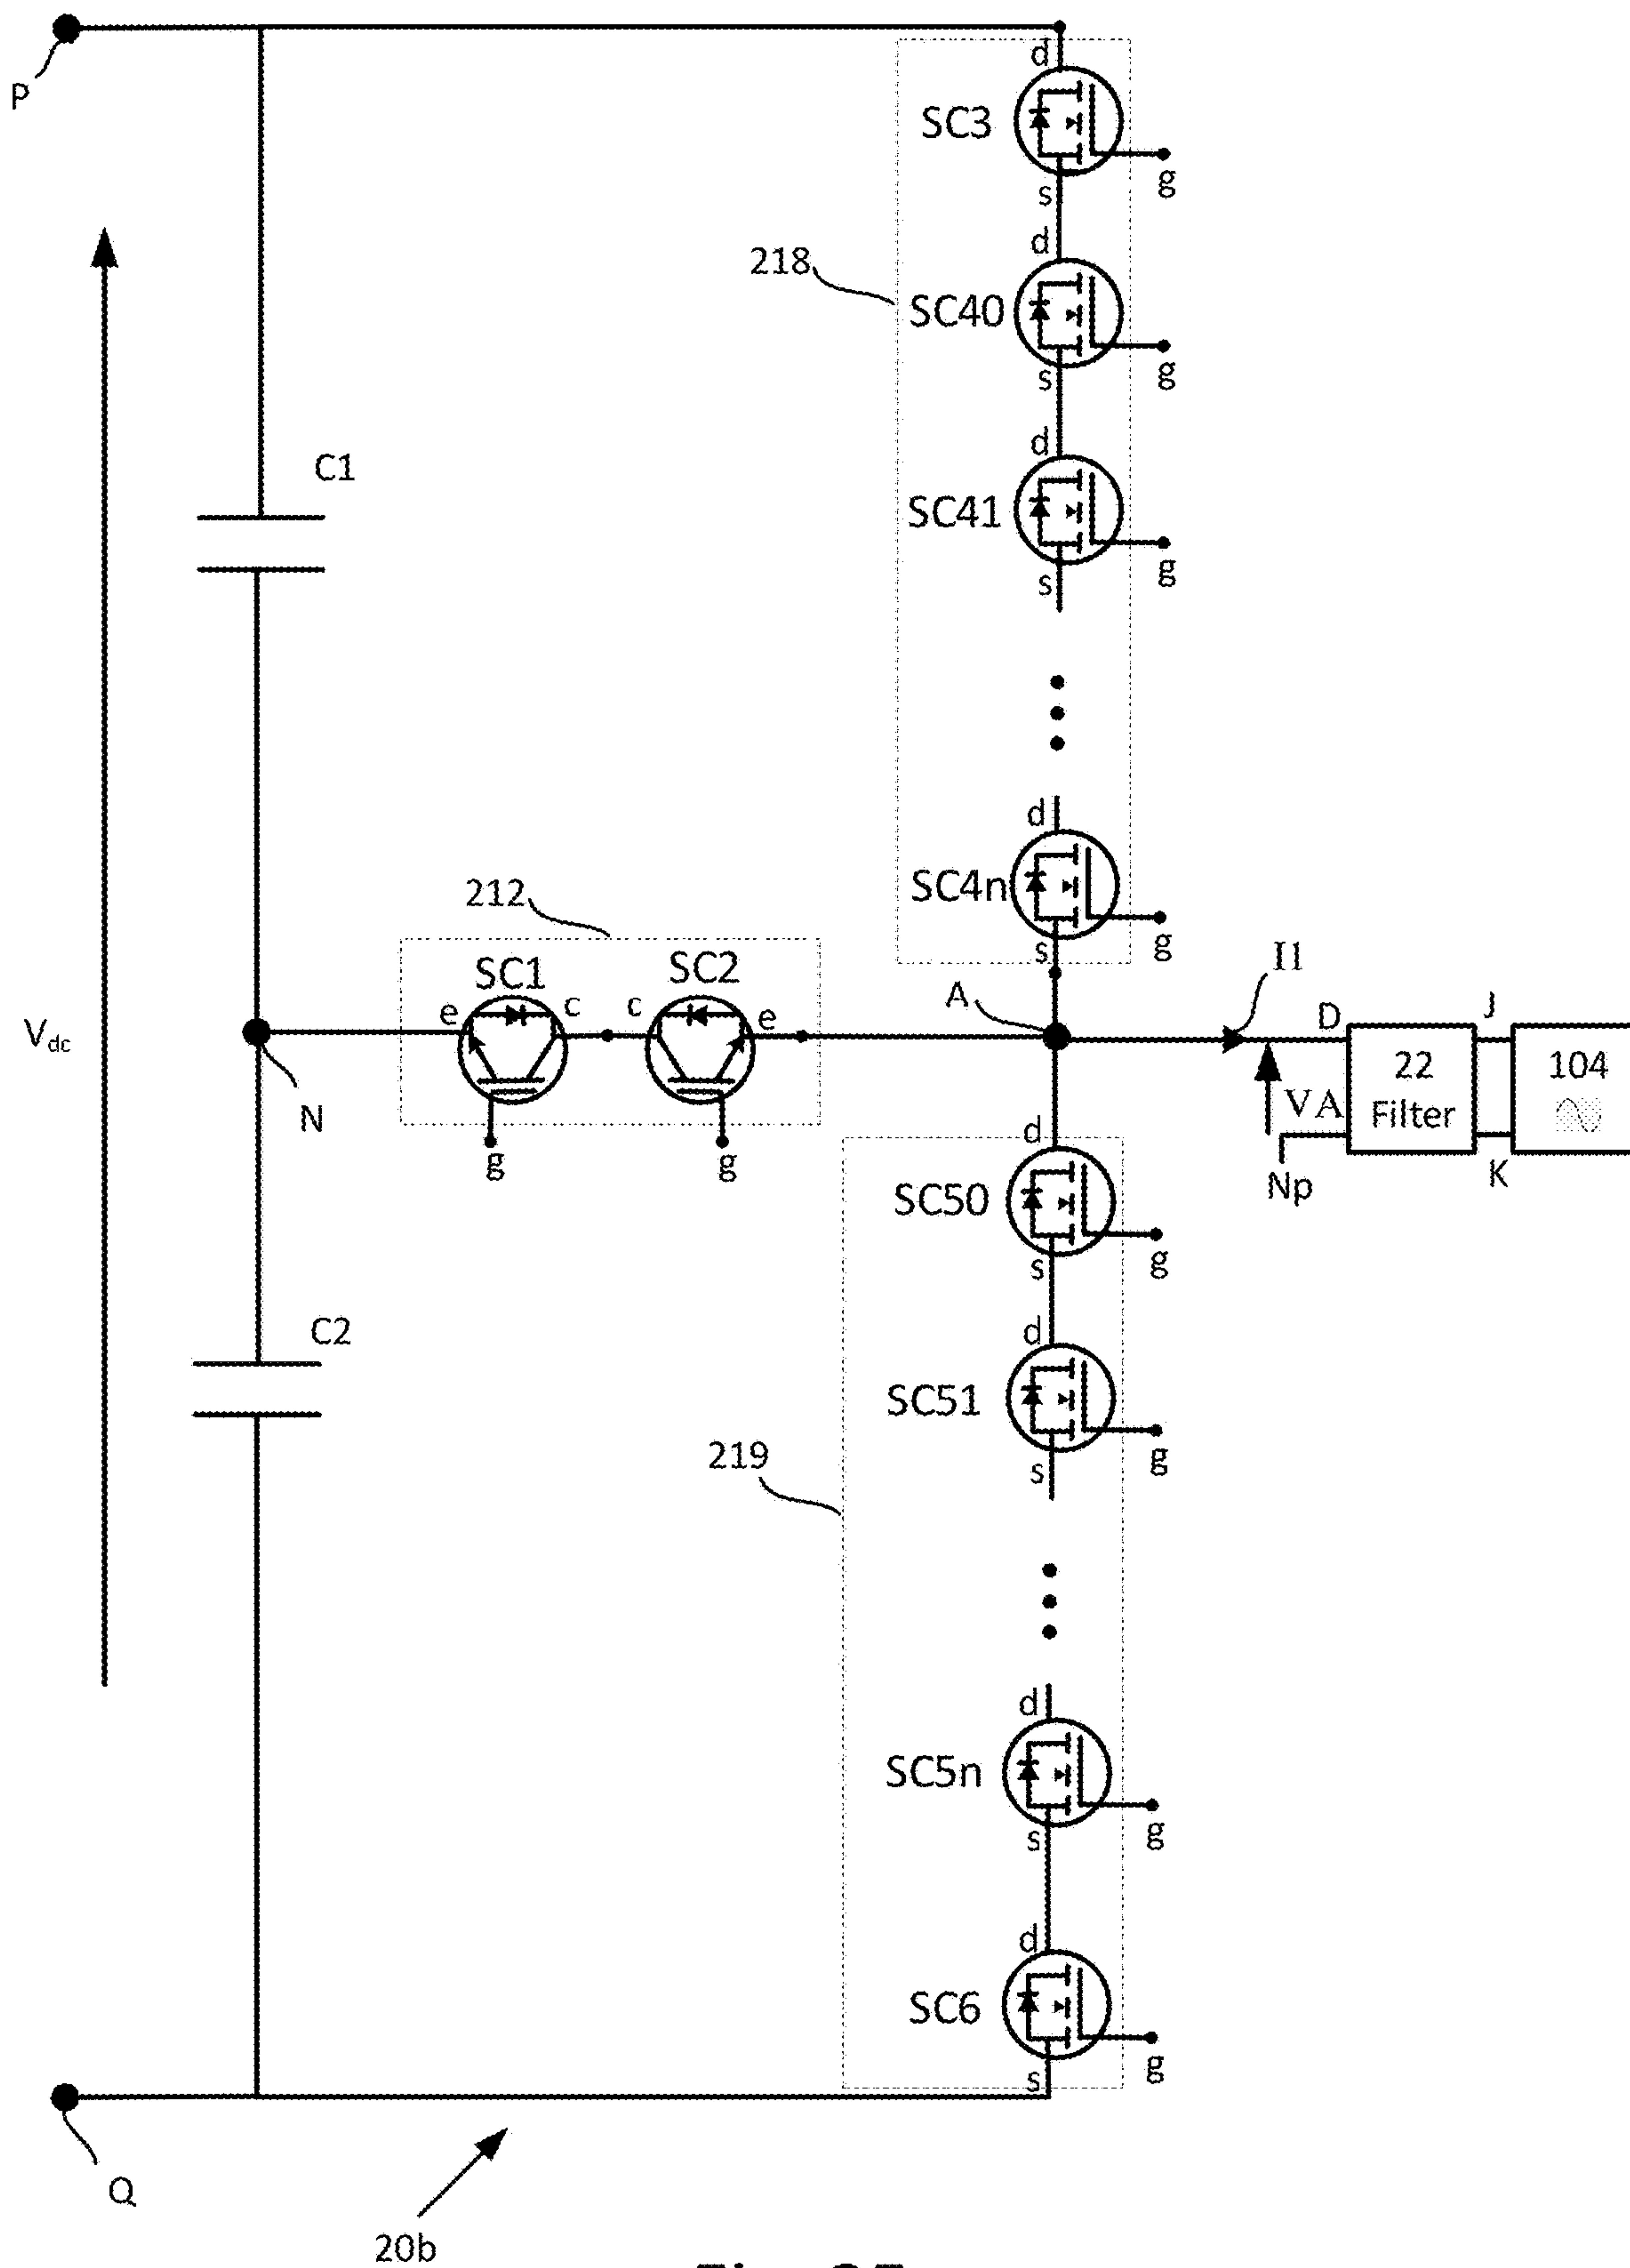 P
d
SC3
g
s
d
218
SC40
g
s
d
C1
SC41
g
s
d
SC4n
212
g
s
SC1
SC2
A
I1
e
c
c
e
D
J
Vdc
22
Filter
104
VA
N
g
g
Np
K
d
SC50
g
s
C2
d
SC51
219
g
s
d
SC5n
g
s
d
SC6
g
s
Q
20b